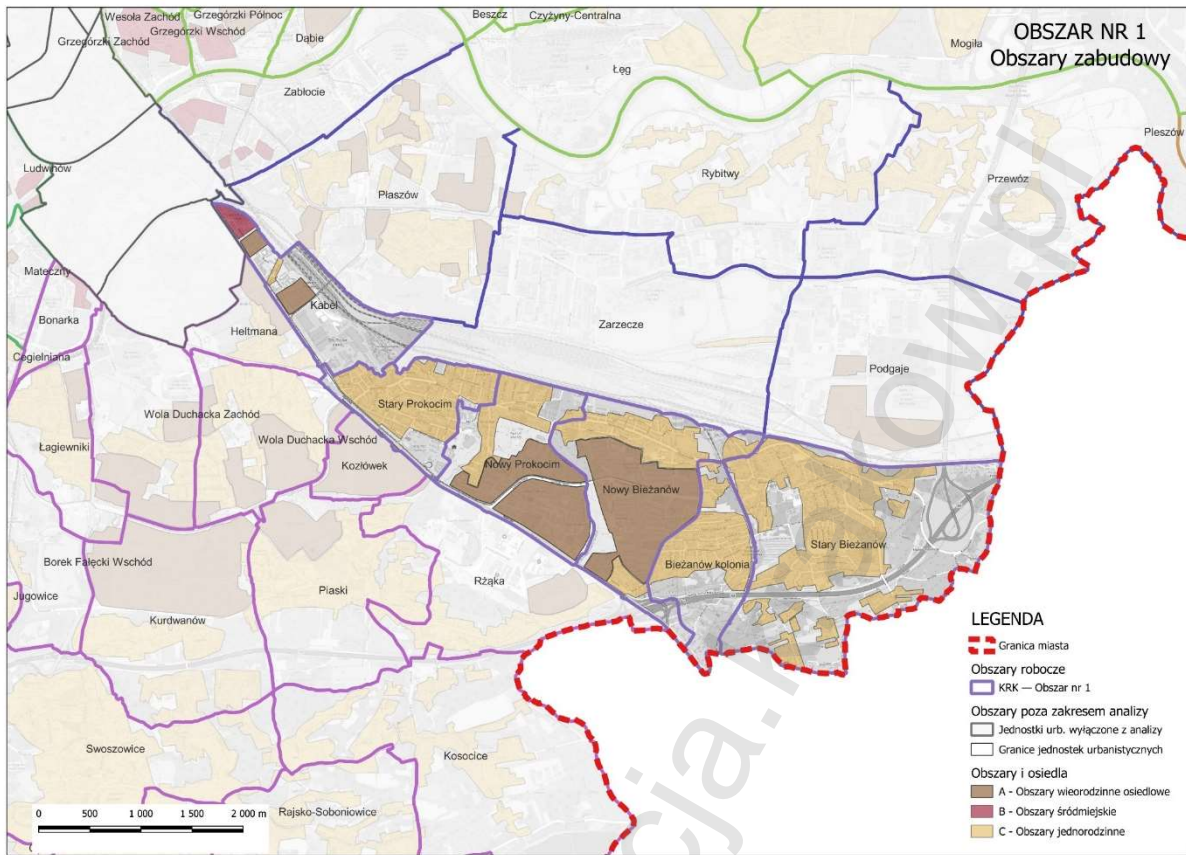 OBSZAR NR 1
Obszary zabudowy
Wesoła Zachód
Grzegórzki Północ
Grzegórzki Wschód
Grzegórzki Zachód
Dąbie
Beszcz
Czyżyny-Centralna
Mogiła
Łęg
Zabłocie
Pleszów
Ludwinów
Płaszów
Rybitwy
Przewóz
Mateczny
Bonarka
Cegielniana
Heltmana
Kabel
Zarzecze
Podgaje
Wola Duchacka Zachód
Stary Prokocim
Łagiewniki
Wola Duchacka Wschód
Kozłówek
Nowy Prokocim
Nowy Bieżanów
Stary Bieżanów
Borek Fałęcki Wschód
Bieżanów kolonia
Rżąka
Piaski
Jugowice
Kurdwanów
Swoszowice
Kosocice
Rajsko-Soboniowice
0 500 1 000 1 500 2 000 m
LEGENDA
Granica miasta
Obszary robocze
KRK — Obszar nr 1
Obszary poza zakresem analizy
Jednostki urb. wyłączone z analizy
Granice jednostek urbanistycznych
Obszary i osiedla
A - Obszary wieorodzinne osiedlowe
B - Obszary śródmiejskie
C - Obszary jednorodzinne